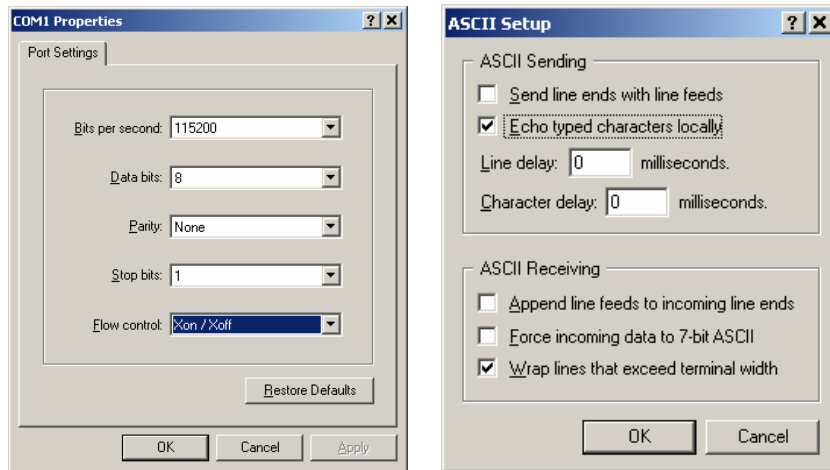 COM1 Properties
Port Settings
Bits per second: 115200
Data bits: 8
Parity: None
Stop bits: 1
Flow control: Xon / Xoff
Restore Defaults
OK Cancel Apply
ASCII Setup
ASCII Sending
Send line ends with line feeds
Echo typed characters locally
Line delay: 0 milliseconds.
Character delay: 0 milliseconds.
ASCII Receiving
Append line feeds to incoming line ends
Force incoming data to 7-bit ASCII
Wrap lines that exceed terminal width
OK Cancel